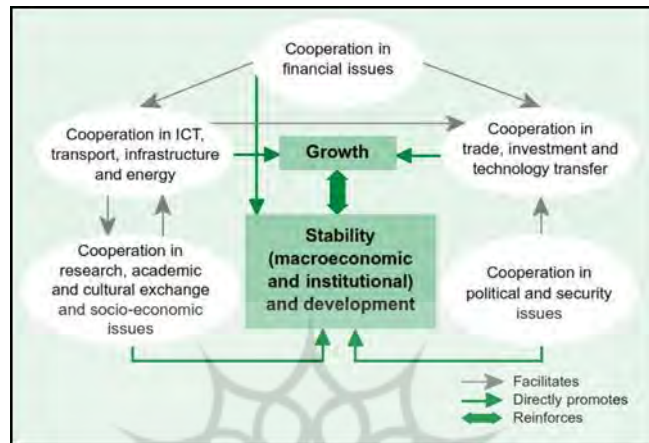 Cooperation in
financial issues
Cooperation in ICT,
transport, infrastructure
and energy
Growth
Cooperation in
trade, investment and
technology transfer
Cooperation in
research, academic
and cultural exchange
and socio-economic
issues
Stability
(macroeconomic
and institutional)
and development
Cooperation in
political and security
issues
Facilitates
Directly promotes
Reinforces